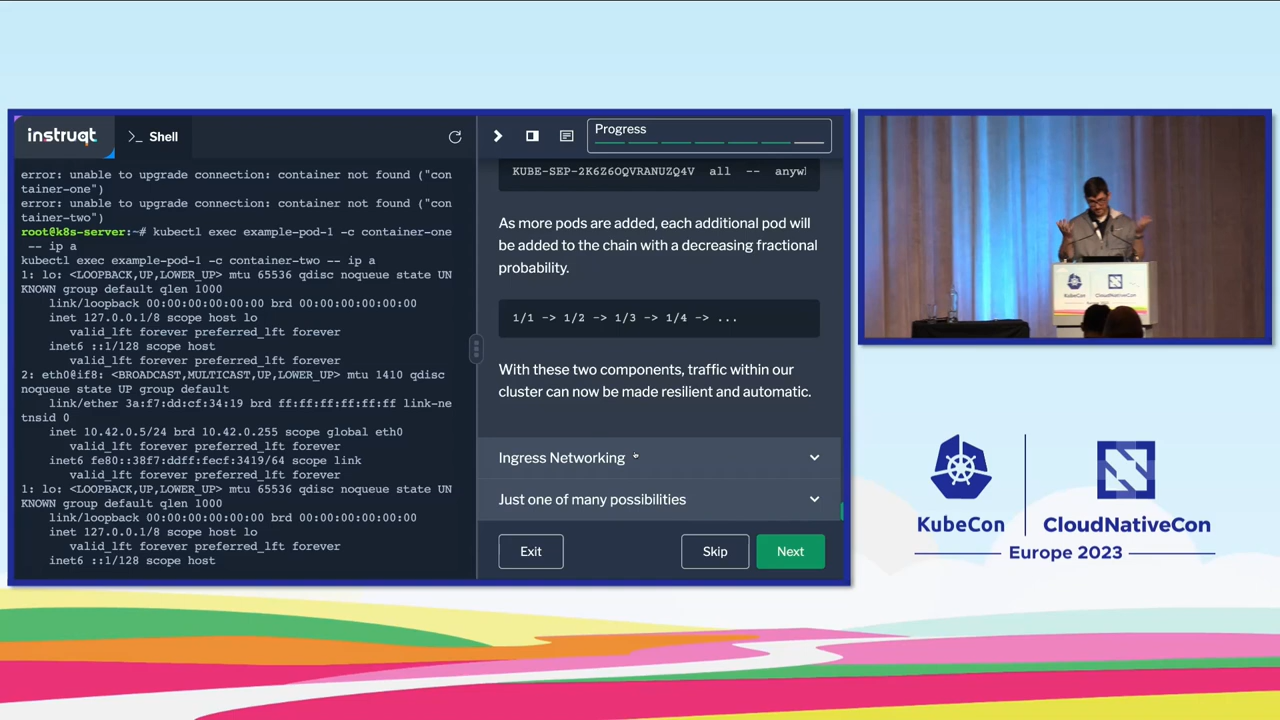 instruqt
>_ Shell
error: unable to upgrade connection: container not found ("con
tainer-one")
error: unable to upgrade connection: container not found ("con
tainer-two")
root@k8s-server:~# kubectl exec example-pod-1 -c container-one
-- ip a
kubectl exec example-pod-1 -c container-two -- ip a
1: lo: <LOOPBACK,UP,LOWER_UP> mtu 65536 qdisc noqueue state UN
KNOWN group default qlen 1000
link/loopback 00:00:00:00:00:00 brd 00:00:00:00:00:00
inet 127.0.0.1/8 scope host lo
valid_lft forever preferred_lft forever
inet6 ::1/128 scope host
valid_lft forever preferred_lft forever
2: eth0@if8: <BROADCAST,MULTICAST,UP,LOWER_UP> mtu 1410 qdisc
noqueue state UP group default
link/ether 3a:f7:dd:cf:34:19 brd ff:ff:ff:ff:ff:ff link-ne
tnsid 0
inet 10.42.0.5/24 brd 10.42.0.255 scope global eth0
valid_lft forever preferred_lft forever
inet6 fe80::38f7:ddff:fecf:3419/64 scope link
valid_lft forever preferred_lft forever
1: lo: <LOOPBACK,UP,LOWER_UP> mtu 65536 qdisc noqueue state UN
KNOWN group default qlen 1000
link/loopback 00:00:00:00:00:00 brd 00:00:00:00:00:00
inet 127.0.0.1/8 scope host lo
valid_lft forever preferred_lft forever
inet6 ::1/128 scope host
Progress
KUBE-SEP-2K6Z6OQVRANUZQ4V all -- anyw
As more pods are added, each additional pod will
be added to the chain with a decreasing fractional
probability.
1/1 -> 1/2 -> 1/3 -> 1/4 -> ...
With these two components, traffic within our
cluster can now be made resilient and automatic.
Ingress Networking
Just one of many possibilities
Exit
Skip
Next
KubeCon
CloudNativeCon
KubeCon
CloudNativeCon
Europe 2023